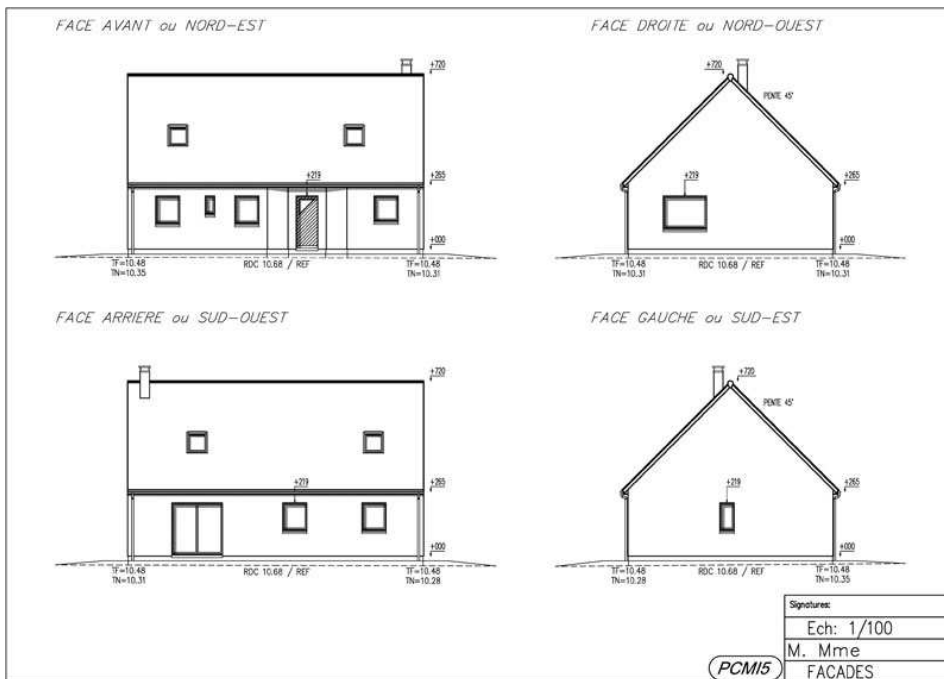 FACE AVANT ou NORD-EST
+720
+219
+265
+000
TF=10.48
TN=10.35
RDC 10.68 / REF
TF=10.48
TN=10.31
FACE DROITE ou NORD-OUEST
+720
PENTE 45°
+219
+265
+000
TF=10.48
TN=10.31
RDC 10.68 / REF
TF=10.48
TN=10.31
FACE ARRIERE ou SUD-OUEST
+720
+219
+265
+000
TF=10.48
TN=10.31
RDC 10.68 / REF
TF=10.48
TN=10.28
FACE GAUCHE ou SUD-EST
+720
PENTE 45°
+219
+265
+000
TF=10.48
TN=10.28
RDC 10.68 / REF
TF=10.48
TN=10.35
Signatures:
Ech: 1/100
M. Mme
PCMI5
FACADES